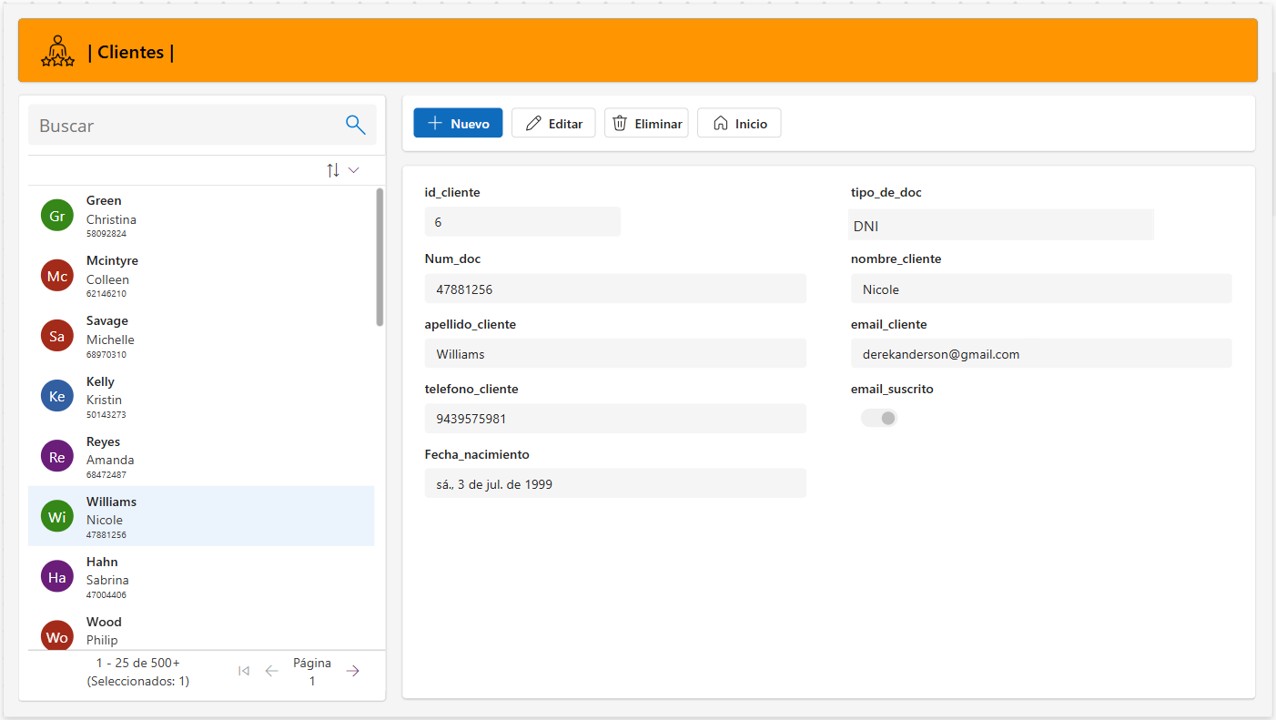 | Clientes |
Buscar
Gr
Green
Christina
58092824
Mc
Mcintyre
Colleen
62146210
Sa
Savage
Michelle
68970310
Ke
Kelly
Kristin
50143273
Re
Reyes
Amanda
68472487
Wi
Williams
Nicole
47881256
Ha
Hahn
Sabrina
47004406
Wo
Wood
Philip
1 - 25 de 500+
(Seleccionados: 1)
Página
1
Nuevo
Editar
Eliminar
Inicio
id_cliente
6
tipo_de_doc
DNI
Num_doc
47881256
nombre_cliente
Nicole
apellido_cliente
Williams
email_cliente
derekanderson@gmail.com
telefono_cliente
9439575981
email_suscrito
Fecha_nacimiento
sá., 3 de jul. de 1999